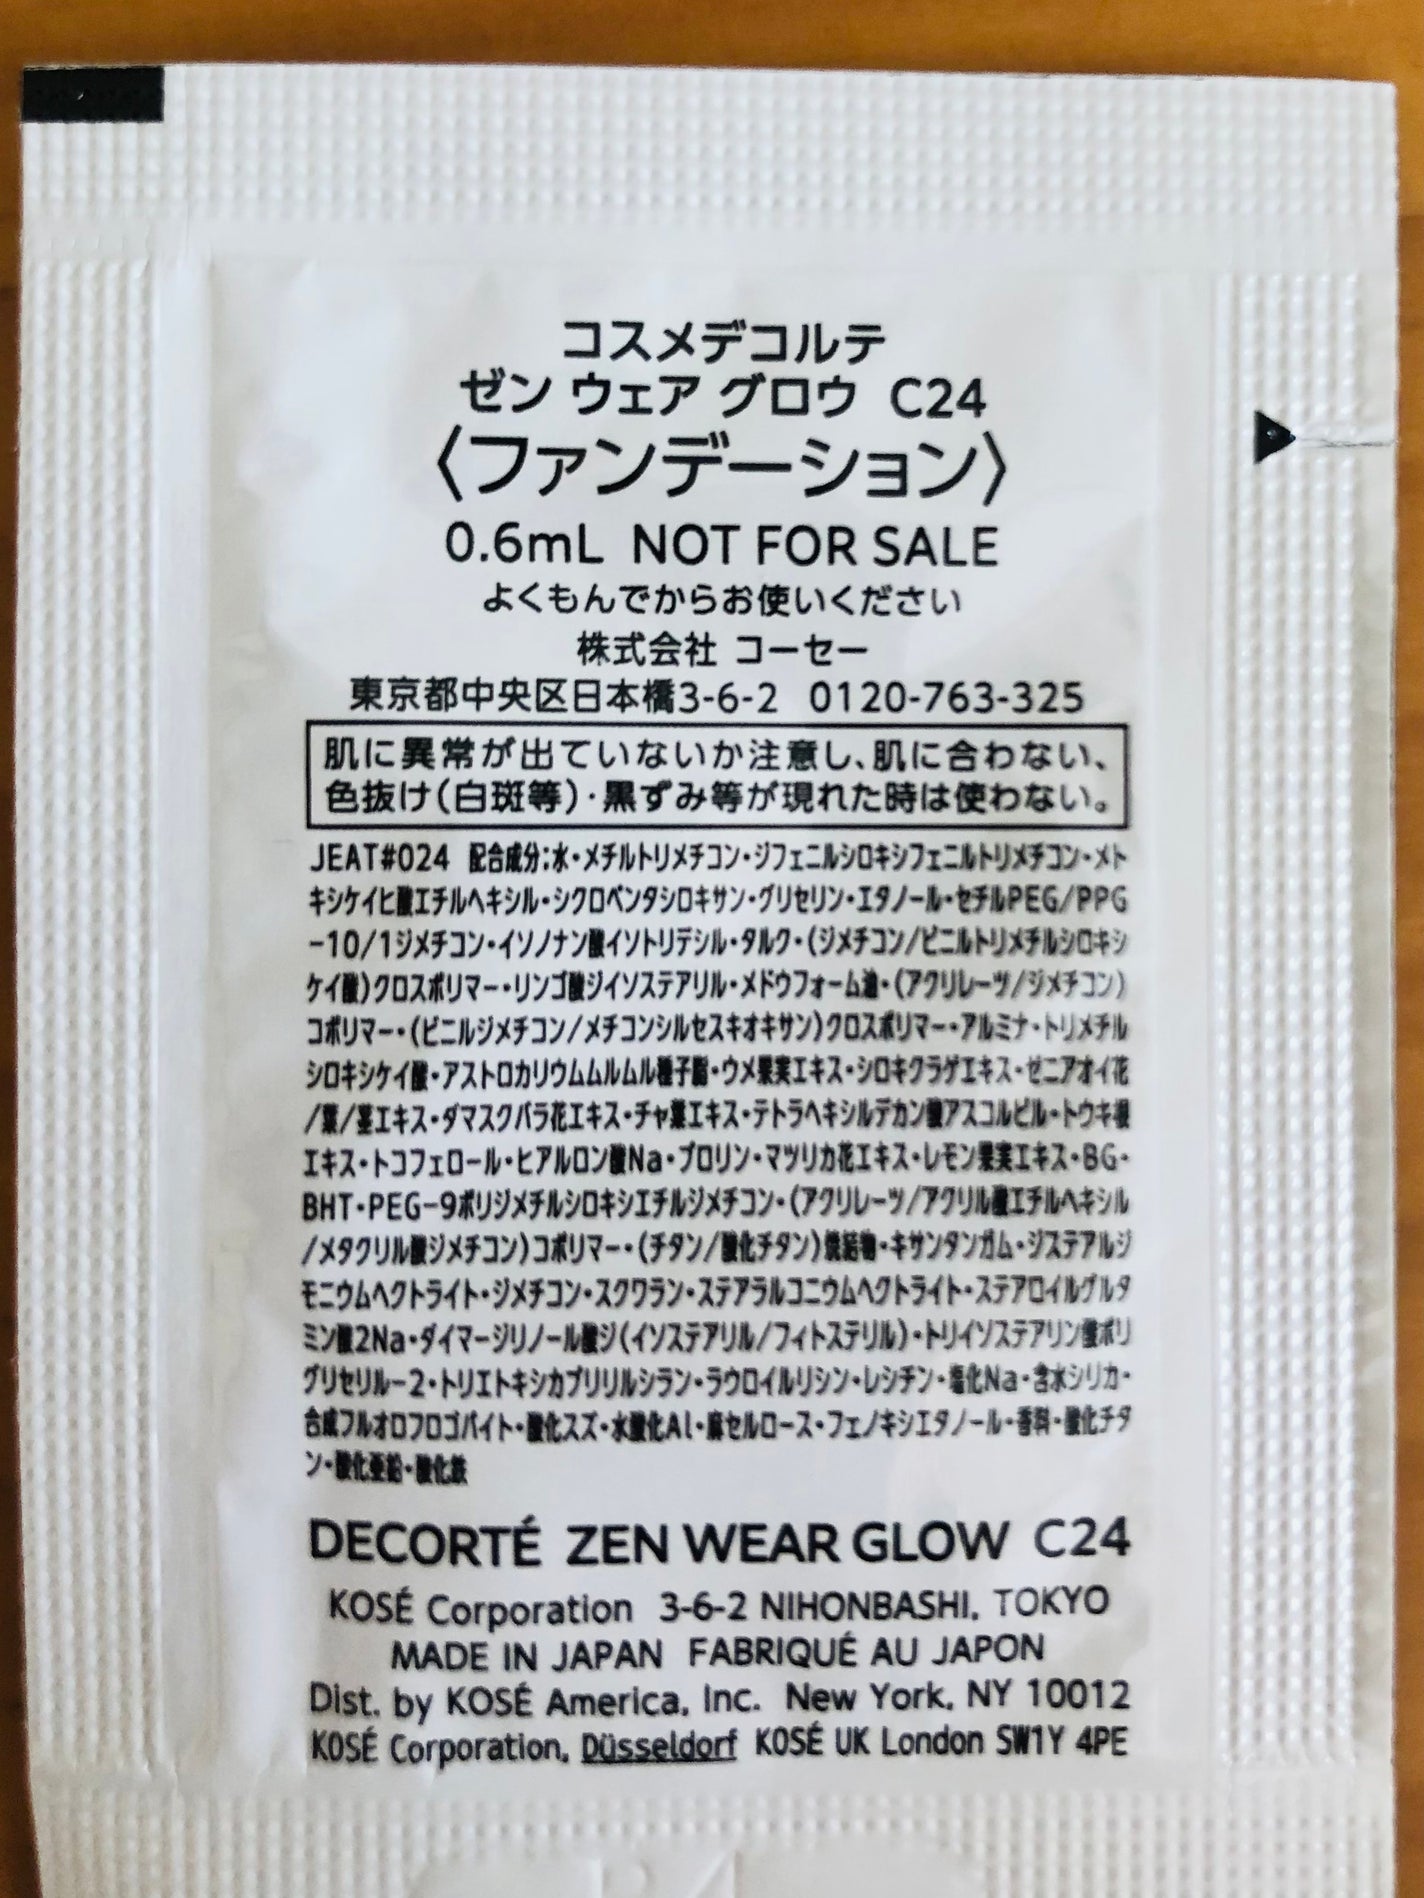 コスメデコルテ
ゼン ウェア グロウ C24
〈ファンデーション〉
0.6mL NOT FOR SALE
よくもんでからお使いください
株式会社 コーセー
東京都中央区日本橋3-6-2 0120-763-325
肌に異常が出ていないか注意し、肌に合わない、
色抜け(白斑等)・黒ずみ等が現れた時は使わない。
JEAT#024 配合成分:水・メチルトリメチコン・ジフェニルシロキシフェニルトリメチコン・メト
キシケイヒ酸エチルヘキシル・シクロペンタシロキサン・グリセリン・エタノール・セチルPEG/PPG
-10/1ジメチコン・イソノナン酸イソトリデシル・タルク・(ジメチコン/ビニルトリメチルシロキシ
ケイ酸)クロスポリマー・リンゴ酸ジイソステアリル・メドウフォーム油・(アクリレーツ/ジメチコン)
コポリマー・(ビニルジメチコン/メチコンシルセスキオキサン)クロスポリマー・アルミナ・トリメチル
シロキシケイ酸・アストロカリウムムルムル種子脂・ウメ果実エキス・シロキクラゲエキス・ゼニアオイ花
/葉/茎エキス・ダマスクバラ花エキス・チャ葉エキス・テトラヘキシルデカン酸アスコルビル・トウキ根
エキス・トコフェロール・ヒアルロン酸Na・プロリン・マツリカ花エキス・レモン果実エキス・BG・
BHT・PEG-9ポリジメチルシロキシエチルジメチコン・(アクリレーツ/アクリル酸エチルヘキシル
/メタクリル酸ジメチコン)コポリマー・(チタン/酸化チタン)焼結物・キサンタンガム・ジステアルジ
モニウムヘクトライト・ジメチコン・スクワラン・ステアラルコニウムヘクトライト・ステアロイルグルタ
ミン酸2Na・ダイマージリノール酸ジ(イソステアリル/フィトステリル)・トリイソステアリン酸ポリ
グリセリル-2・トリエトキシカプリリルシラン・ラウロイルリシン・レシチン・塩化Na・含水シリカ・
合成フルオロフロゴパイト・酸化スズ・水酸化Al・麻セルロース・フェノキシエタノール・香料・酸化チタ
ン・酸化亜鉛・酸化鉄
DECORTÉ ZEN WEAR GLOW C24
KOSÉ Corporation 3-6-2 NIHONBASHI, TOKYO
MADE IN JAPAN FABRIQUÉ AU JAPON
Dist. by KOSÉ America, Inc. New York, NY 10012
KOSÉ Corporation, Düsseldorf KOSÉ UK London SW1Y 4PE